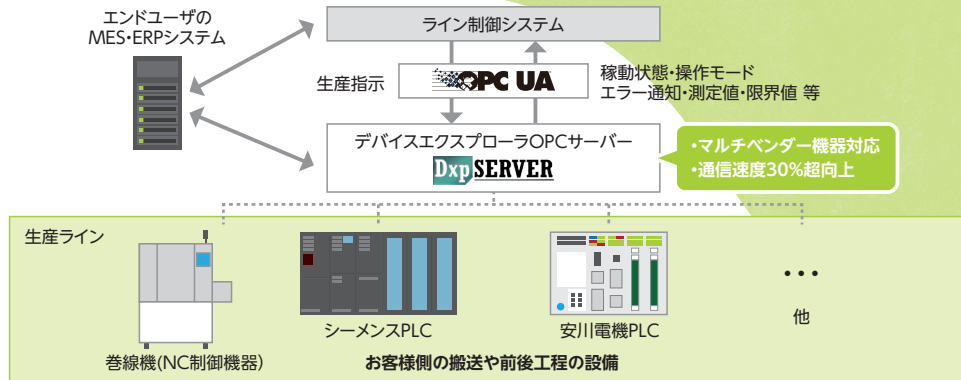 エンドユーザの
MES・ERPシステム
ライン制御システム
生産指示
OPC UA
稼動状態・操作モード
エラー通知・測定値・限界値 等
デバイスエクスプローラOPCサーバー
Dxp SERVER
・マルチベンダー機器対応
・通信速度30%超向上
生産ライン
シーメンスPLC
安川電機PLC
・・・
他
巻線機(NC制御機器)
お客様側の搬送や前後工程の設備